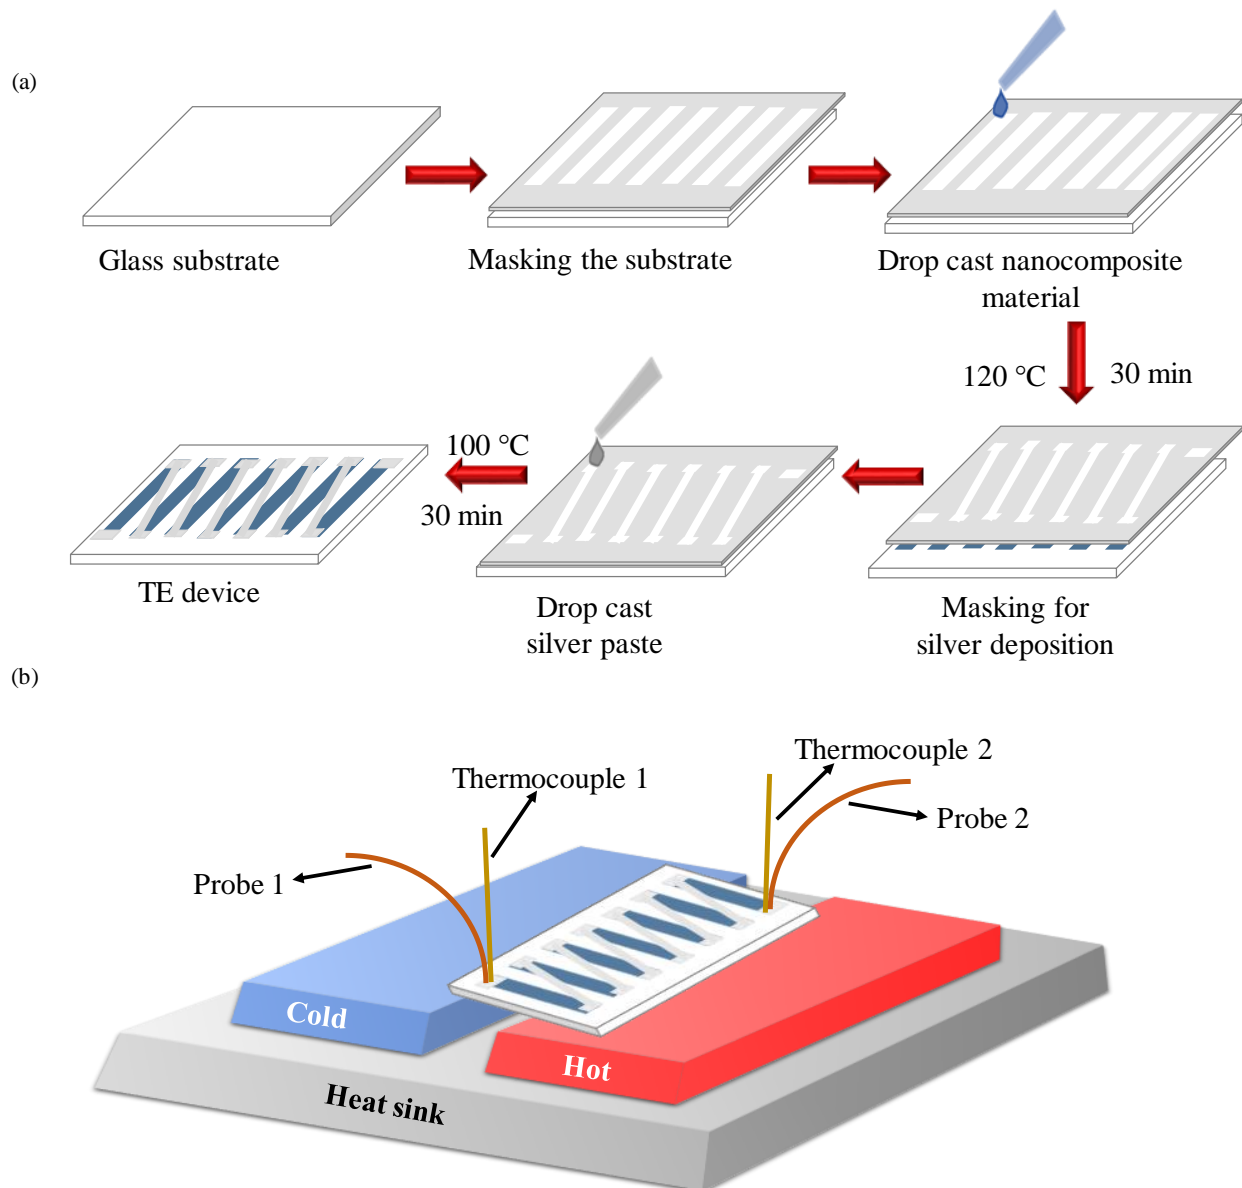 (a)
Glass substrate
Masking the substrate
Drop cast nanocomposite
material
120 °C
30 min
100 °C
30 min
TE device
Drop cast
silver paste
Masking for
silver deposition
(b)
Thermocouple 1
Thermocouple 2
Probe 1
Probe 2
Cold
Hot
Heat sink